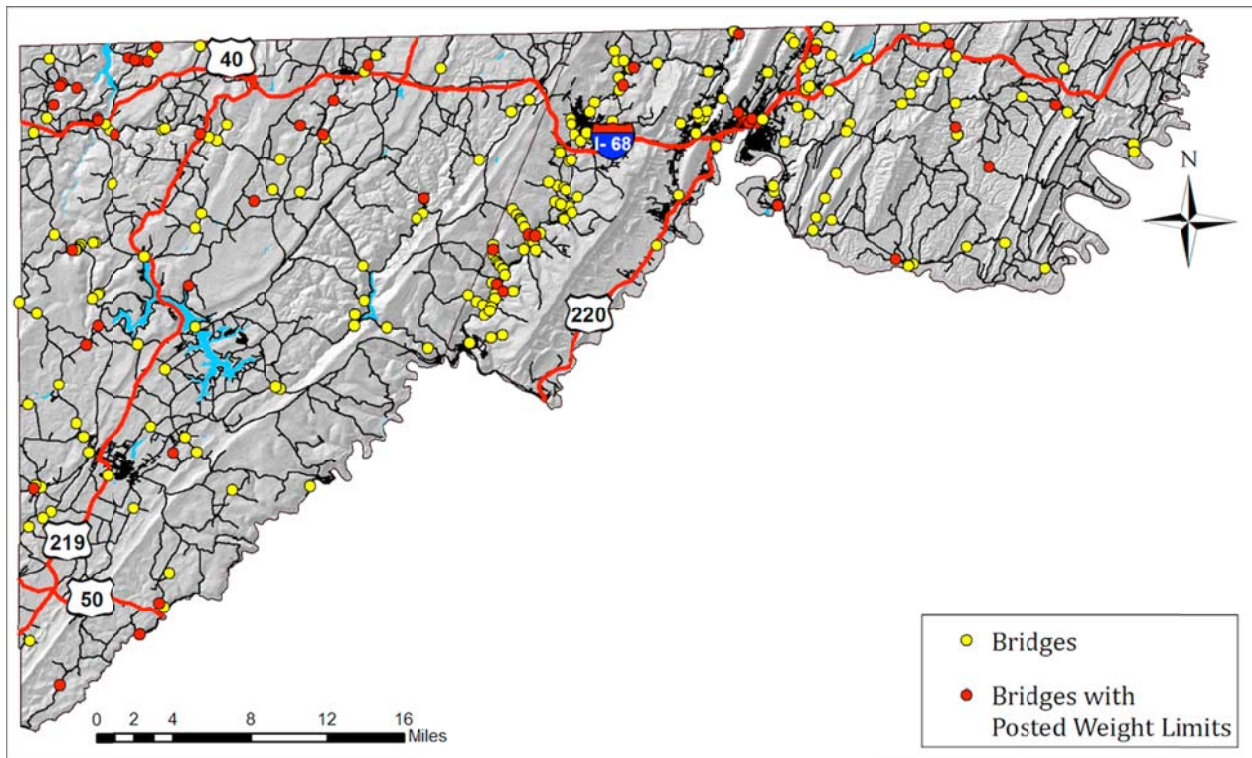 40
I- 68
N
220
219
50
Bridges
Bridges with
Posted Weight Limits
0 2 4 8 12 16
Miles